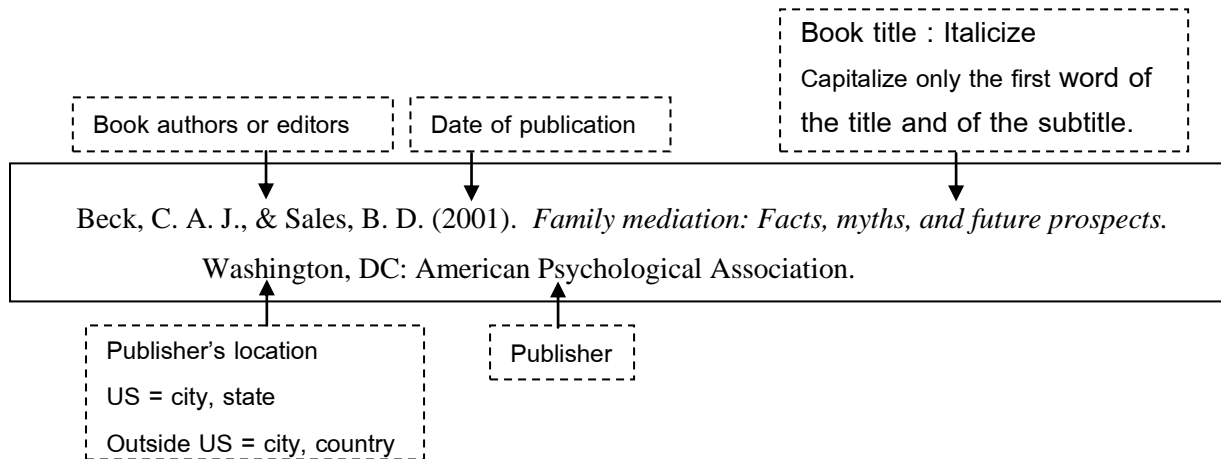 Book title : Italicize
Capitalize only the first word of
the title and of the subtitle.
Book authors or editors
Date of publication
Beck, C. A. J., & Sales, B. D. (2001). Family mediation: Facts, myths, and future prospects.
Washington, DC: American Psychological Association.
Publisher's location
US = city, state
Outside US = city, country
Publisher